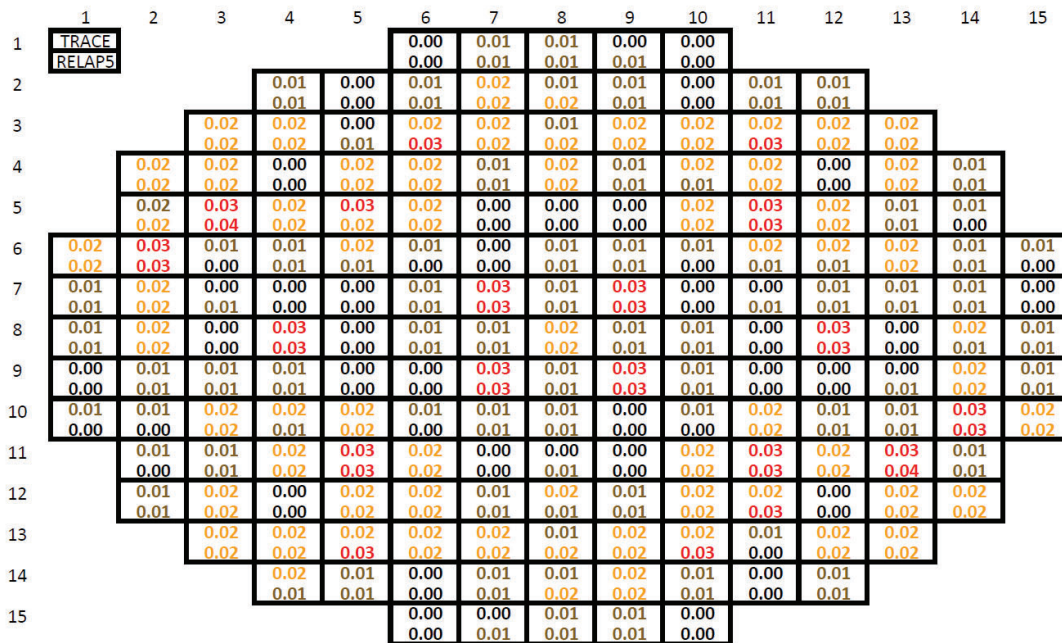 1 2 3 4 5 6 7 8 9 10 11 12 13 14 15
1 TRACE 0.00 0.01 0.01 0.00 0.00
RELAP5 0.00 0.01 0.01 0.01 0.00
2 0.01 0.00 0.01 0.02 0.01 0.01 0.00 0.01 0.01
0.01 0.00 0.01 0.02 0.02 0.01 0.00 0.01 0.01
3 0.02 0.02 0.00 0.02 0.02 0.01 0.02 0.02 0.02 0.02 0.02
0.02 0.02 0.01 0.03 0.02 0.02 0.02 0.02 0.03 0.02 0.02
4 0.02 0.02 0.00 0.02 0.02 0.01 0.02 0.01 0.02 0.02 0.00 0.02 0.01
0.02 0.02 0.00 0.02 0.02 0.01 0.02 0.01 0.01 0.02 0.00 0.02 0.01
5 0.02 0.03 0.02 0.03 0.02 0.00 0.00 0.00 0.02 0.03 0.02 0.01 0.01
0.02 0.04 0.02 0.02 0.02 0.00 0.00 0.00 0.02 0.03 0.02 0.01 0.00
6 0.02 0.03 0.01 0.01 0.02 0.01 0.00 0.01 0.01 0.01 0.02 0.02 0.02 0.01 0.01
0.02 0.03 0.00 0.01 0.01 0.00 0.00 0.01 0.01 0.00 0.01 0.01 0.02 0.01 0.00
7 0.01 0.02 0.00 0.00 0.00 0.01 0.03 0.01 0.03 0.00 0.00 0.01 0.01 0.01 0.00
0.01 0.02 0.01 0.00 0.00 0.01 0.03 0.01 0.03 0.00 0.01 0.01 0.01 0.01 0.00
8 0.01 0.02 0.00 0.03 0.00 0.01 0.01 0.02 0.01 0.01 0.00 0.03 0.00 0.02 0.01
0.01 0.02 0.00 0.03 0.00 0.01 0.01 0.02 0.01 0.01 0.00 0.03 0.00 0.02 0.01
9 0.00 0.01 0.01 0.01 0.00 0.00 0.03 0.01 0.03 0.01 0.00 0.00 0.00 0.02 0.01
0.00 0.01 0.01 0.01 0.00 0.00 0.03 0.01 0.03 0.01 0.00 0.00 0.01 0.02 0.01
10 0.01 0.01 0.02 0.02 0.02 0.01 0.01 0.01 0.00 0.01 0.02 0.01 0.01 0.03 0.02
0.00 0.00 0.02 0.01 0.02 0.00 0.01 0.01 0.00 0.01 0.02 0.01 0.01 0.03 0.02
11 0.01 0.01 0.02 0.03 0.02 0.00 0.00 0.00 0.02 0.03 0.02 0.03 0.01
0.00 0.01 0.02 0.03 0.02 0.00 0.01 0.00 0.02 0.03 0.02 0.04 0.01
12 0.01 0.02 0.00 0.02 0.02 0.01 0.02 0.01 0.02 0.02 0.00 0.02 0.02
0.01 0.02 0.00 0.02 0.02 0.01 0.01 0.01 0.02 0.03 0.00 0.02 0.02
13 0.02 0.02 0.02 0.02 0.02 0.01 0.02 0.02 0.01 0.02 0.02
0.02 0.02 0.03 0.02 0.02 0.02 0.02 0.03 0.00 0.02 0.02
14 0.02 0.01 0.00 0.01 0.01 0.02 0.01 0.00 0.01
0.01 0.01 0.00 0.01 0.02 0.02 0.01 0.00 0.01
15 0.00 0.00 0.01 0.01 0.00
0.00 0.01 0.01 0.01 0.00